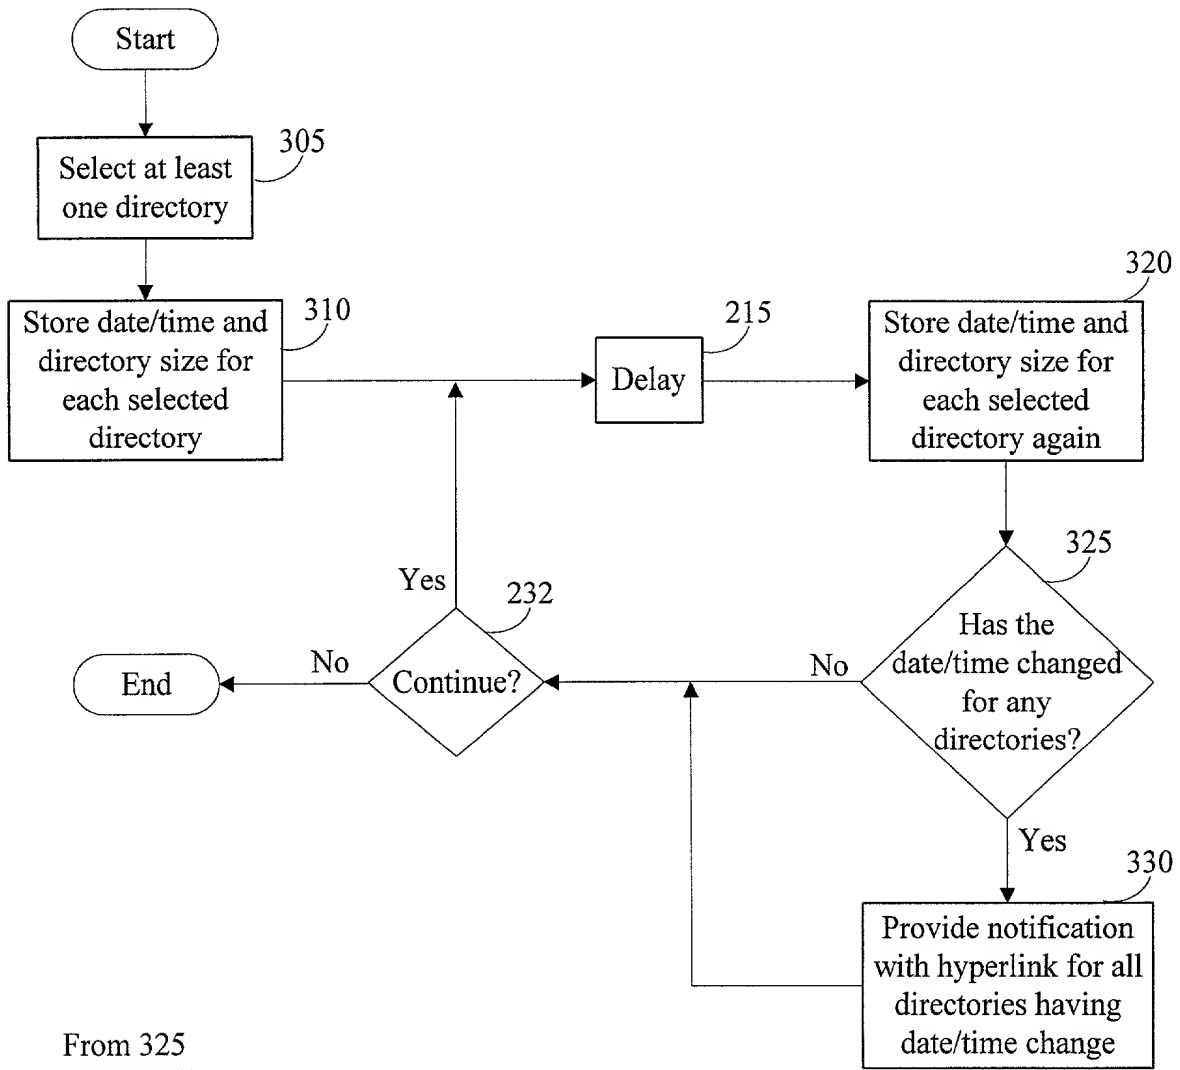 Start
305
Select at least
one directory
310
Store date/time and
directory size for
each selected
directory
215
Delay
320
Store date/time and
directory size for
each selected
directory again
325
Has the
date/time changed
for any
directories?
No
Yes
232
Continue?
Yes
No
End
330
Provide notification
with hyperlink for all
directories having
date/time change
From 325